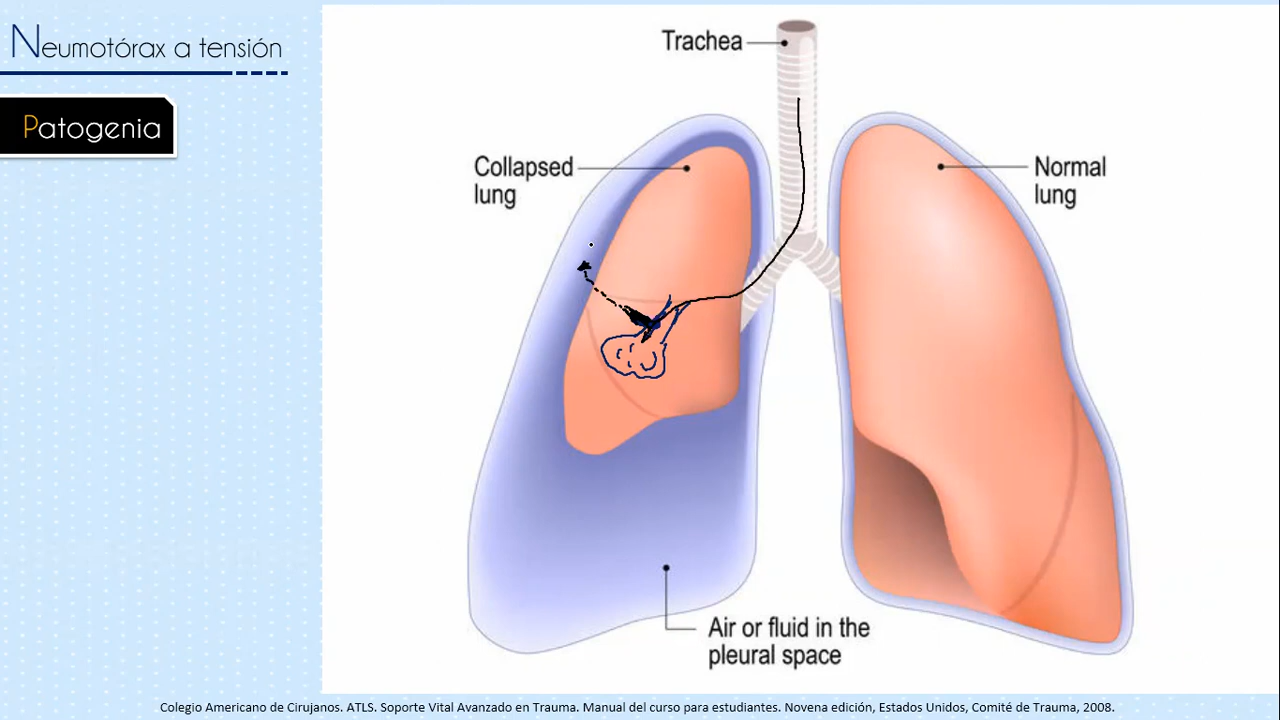 Neumotórax a tensión
Patogenia
Trachea
Collapsed
lung
Normal
lung
Air or fluid in the
pleural space
Colegio Americano de Cirujanos. ATLS. Soporte Vital Avanzado en Trauma. Manual del curso para estudiantes. Novena edición, Estados Unidos, Comité de Trauma, 2008.